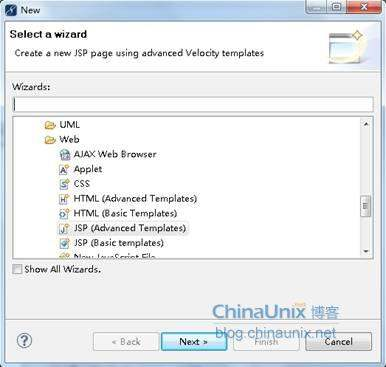 New
Select a wizard
Create a new JSP page using advanced Velocity templates
Wizards:
UML
Web
AJAX Web Browser
Applet
CSS
HTML (Advanced Templates)
HTML (Basic Templates)
JSP (Advanced Templates)
JSP (Basic templates)
New JavaScript File
Show All Wizards.
ChinaUnix.net 博客
blog.chinaunix.net
< Back
Next >
Finish
Cancel